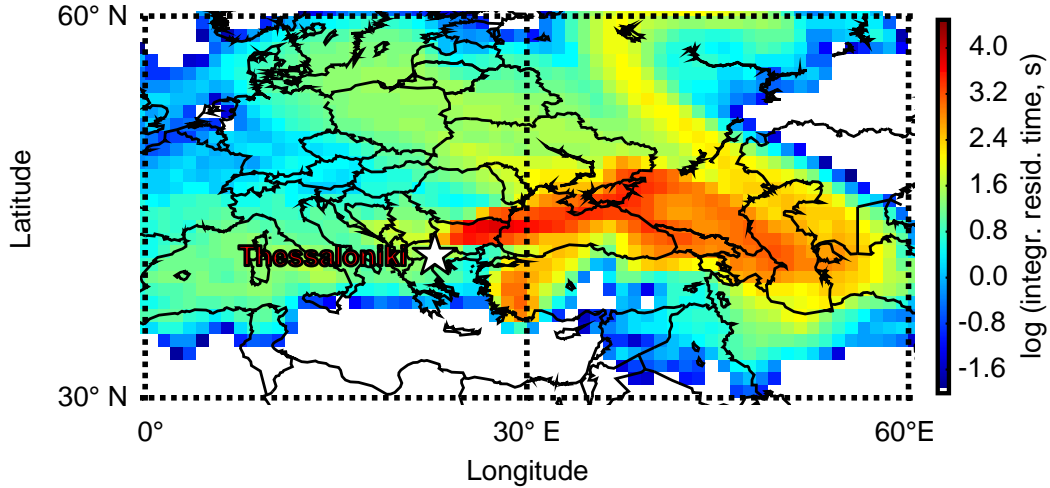 60° N
Latitude
Thessaloniki
30° N
0°
30° E
60°E
Longitude
4.0
3.2
2.4
1.6
0.8
0.0
-0.8
-1.6
log (integr. resid. time, s)